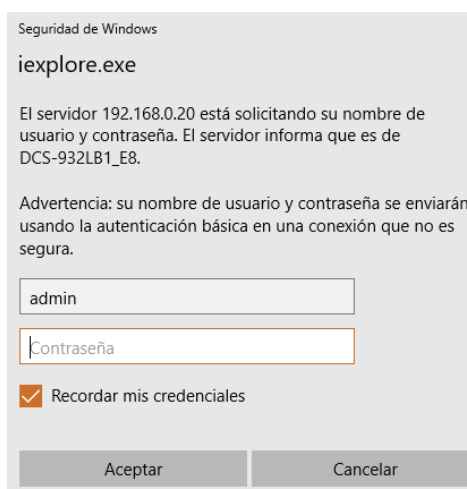 Seguridad de Windows
iexplore.exe
El servidor 192.168.0.20 está solicitando su nombre de
usuario y contraseña. El servidor informa que es de
DCS-932LB1_E8.
Advertencia: su nombre de usuario y contraseña se enviarán
usando la autenticación básica en una conexión que no es
segura.
admin
Contraseña
Recordar mis credenciales
Aceptar Cancelar